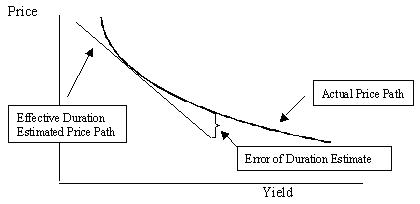 Price
Actual Price Path
Effective Duration
Estimated Price Path
Error of Duration Estimate
Yield